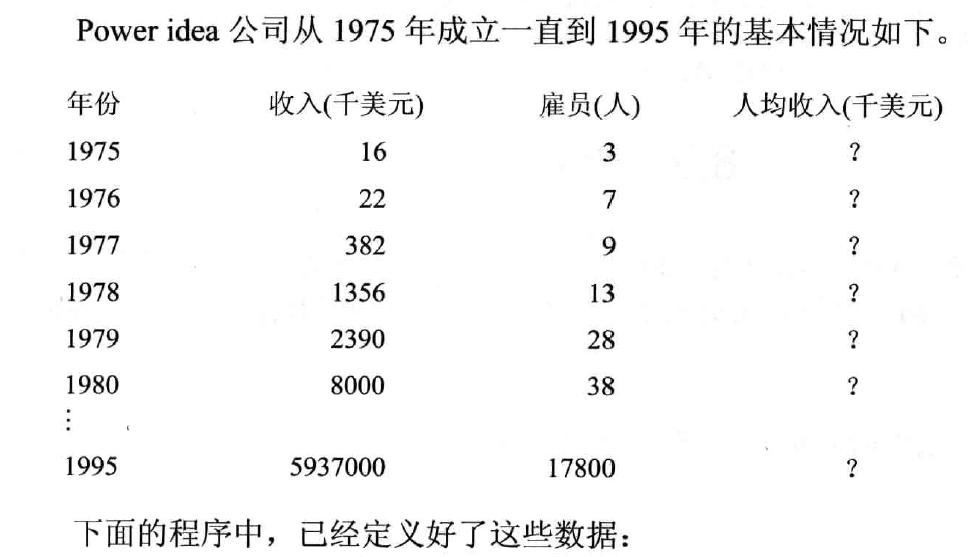 Power idea 公司从 1975 年成立一直到 1995 年的基本情况如下。
年份 收入(千美元) 雇员(人) 人均收入(千美元)
1975 16 3 ?
1976 22 7 ?
1977 382 9 ?
1978 1356 13 ?
1979 2390 28 ?
1980 8000 38 ?
⋮
1995 5937000 17800 ?
下面的程序中，已经定义好了这些数据：